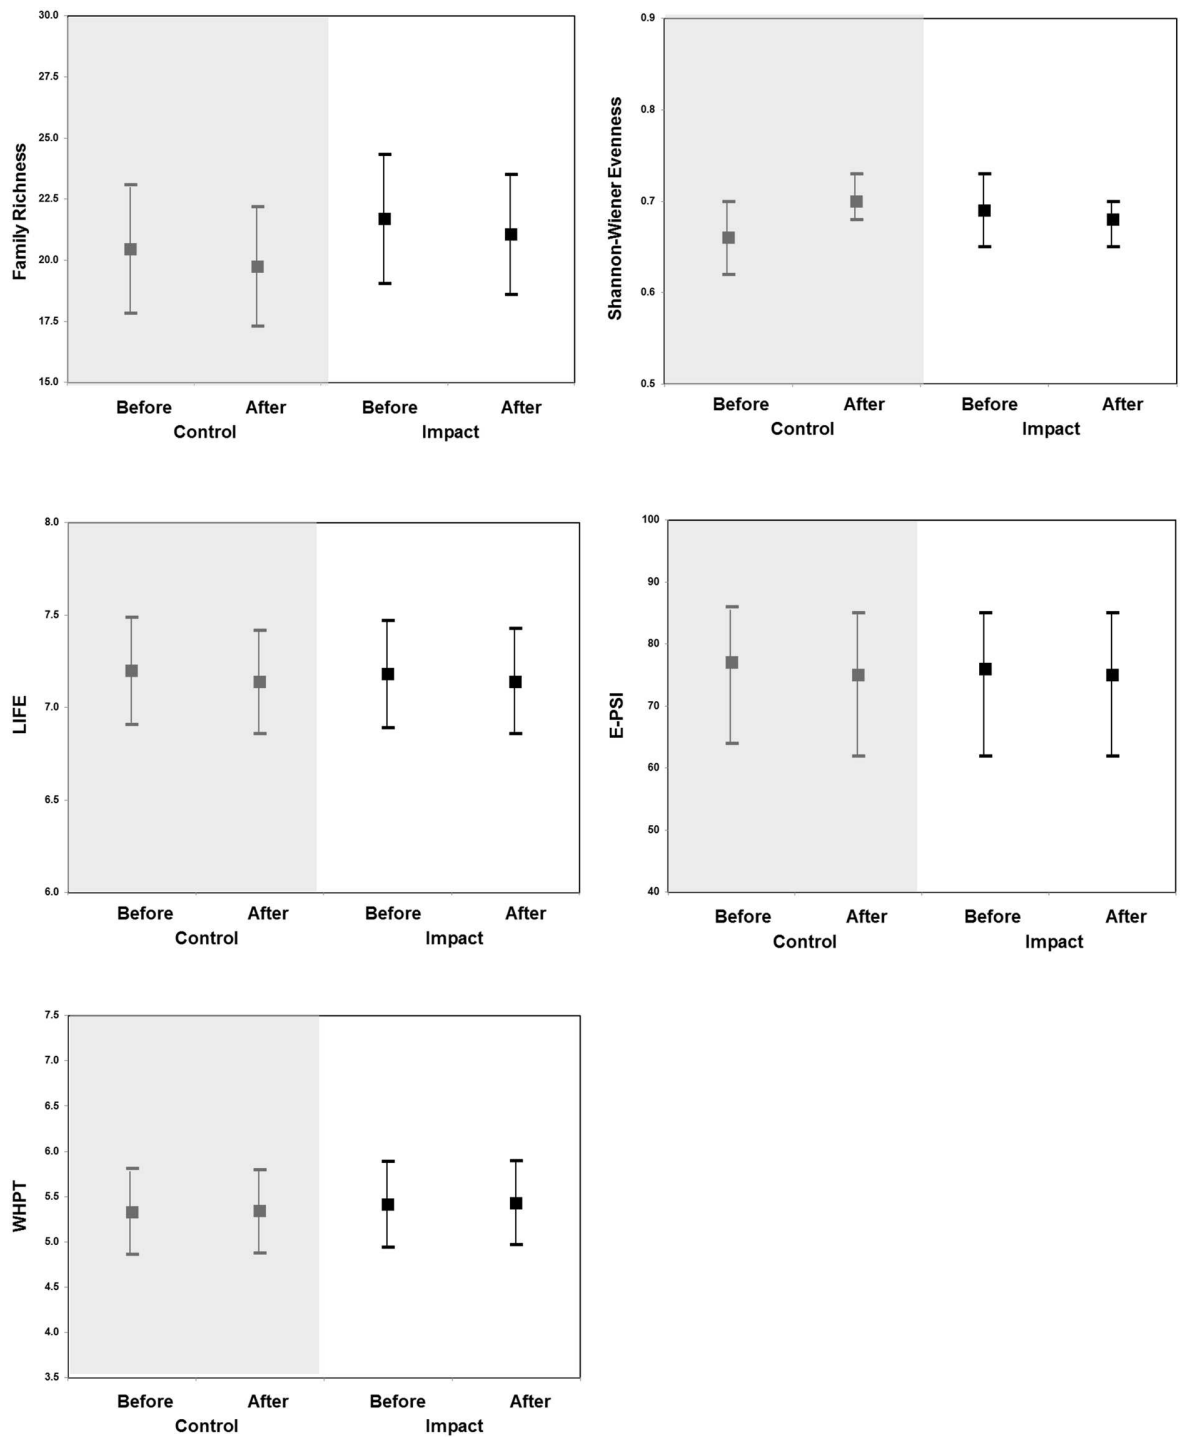 Family Richness
30.0
27.5
25.0
22.5
20.0
17.5
15.0
Before After Before After
Control Impact
Shannon-Wiener Evenness
0.9
0.8
0.7
0.6
0.5
Before After Before After
Control Impact
LIFE
8.0
7.5
7.0
6.5
6.0
Before After Before After
Control Impact
E-PSI
100
90
80
70
60
50
40
Before After Before After
Control Impact
WHPT
7.5
7.0
6.5
6.0
5.5
5.0
4.5
4.0
3.5
Before After Before After
Control Impact